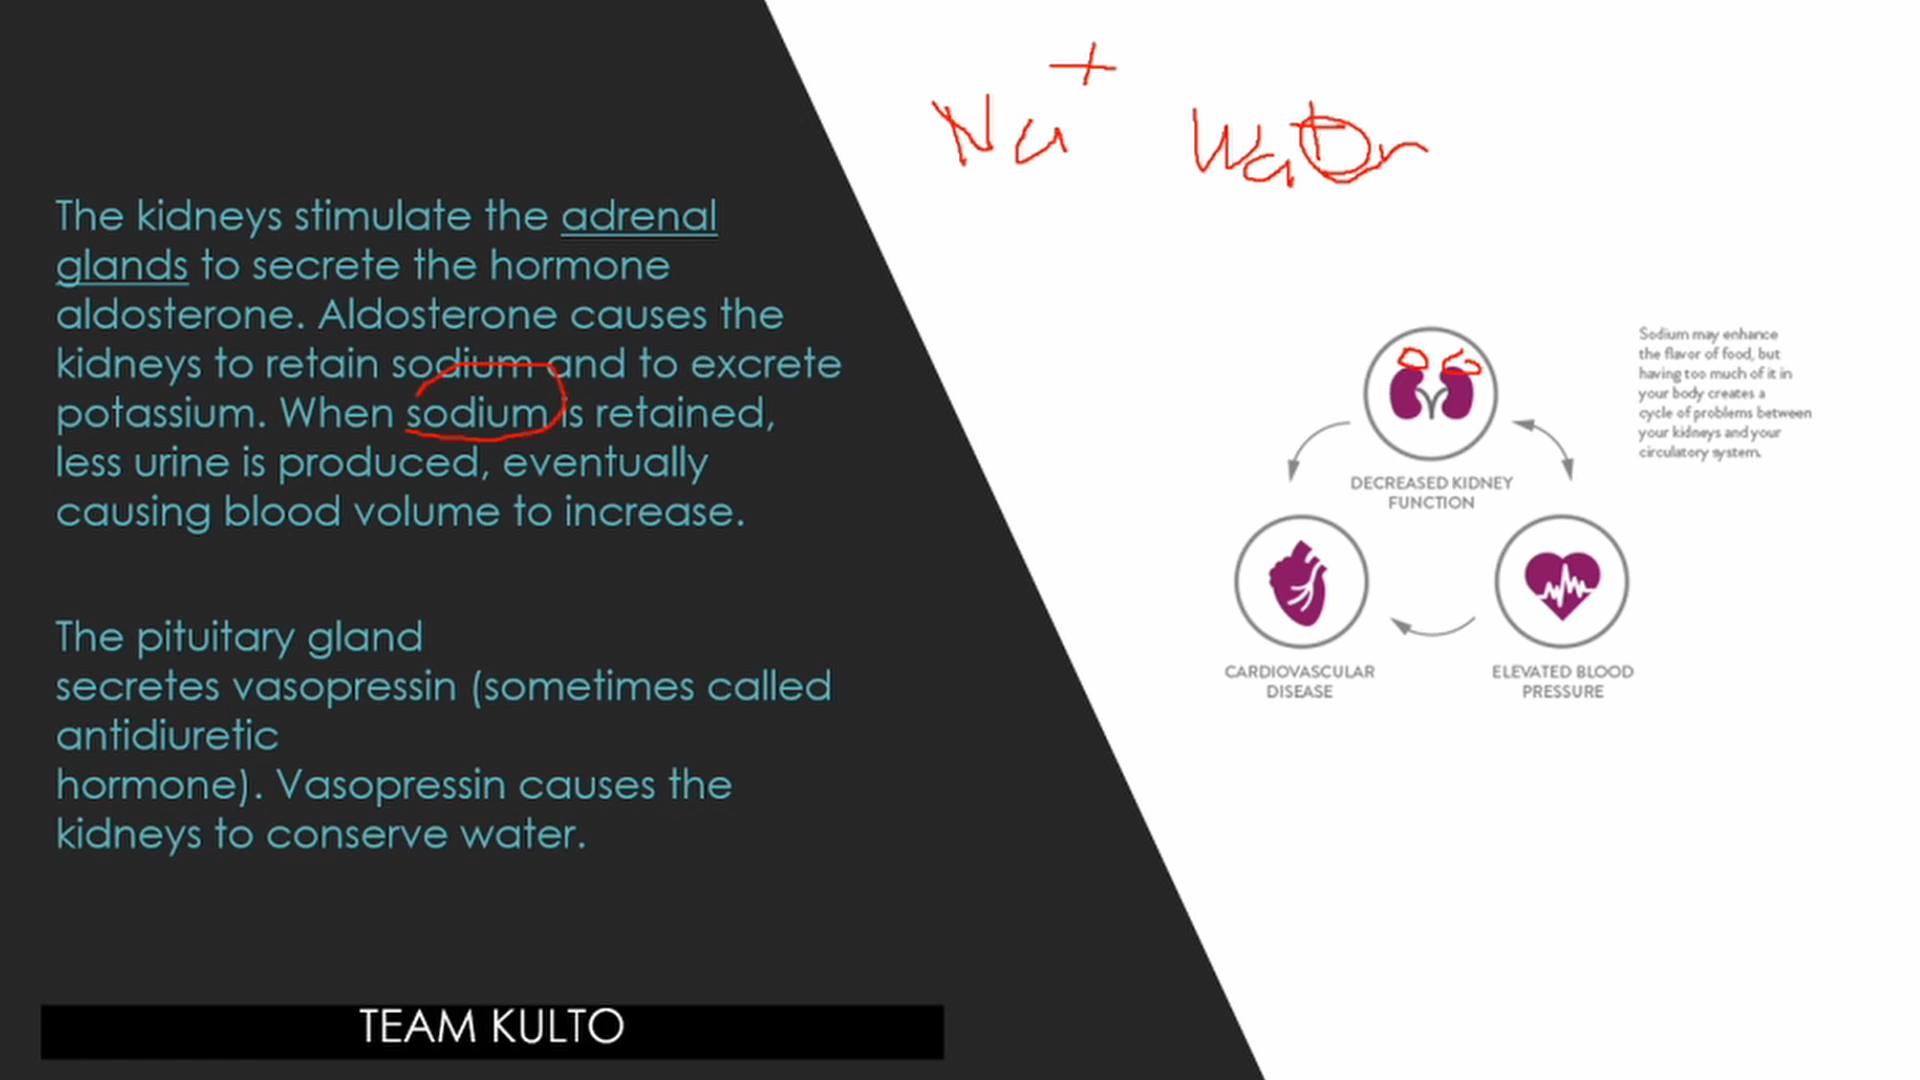 The kidneys stimulate the adrenal
glands to secrete the hormone
aldosterone. Aldosterone causes the
kidneys to retain sodium and to excrete
potassium. When sodium is retained,
less urine is produced, eventually
causing blood volume to increase.
The pituitary gland
secretes vasopressin (sometimes called
antidiuretic
hormone). Vasopressin causes the
kidneys to conserve water.
TEAM KULTO
Na+ Water
Sodium may enhance
the flavor of food, but
having too much of it in
your body creates a
cycle of problems between
your kidneys and your
circulatory system.
DECREASED KIDNEY
FUNCTION
CARDIOVASCULAR
DISEASE
ELEVATED BLOOD
PRESSURE